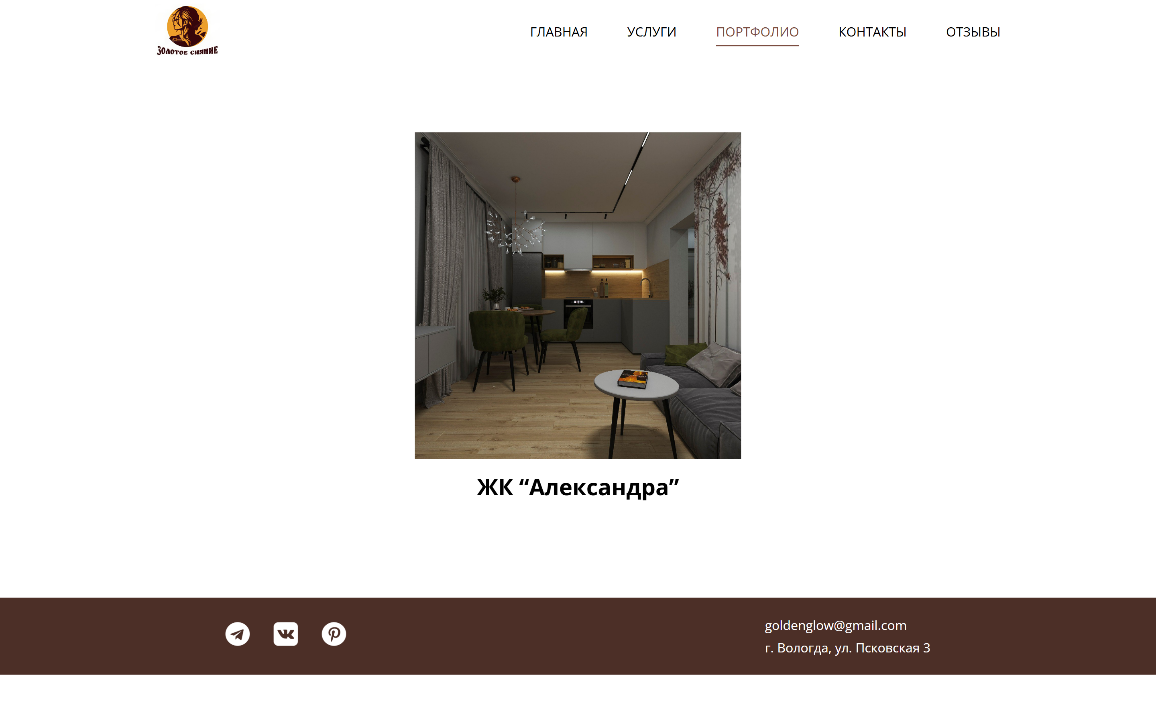 ЗОЛОТОЕ СИЯНИЕ
ГЛАВНАЯ УСЛУГИ ПОРТФОЛИО КОНТАКТЫ ОТЗЫВЫ
ЖК “Александра”
goldenglow@gmail.com
г. Вологда, ул. Псковская 3